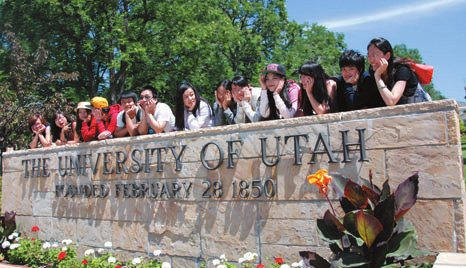 THE UNIVERSITY OF UTAH
FOUNDED FEBRUARY 28 1850